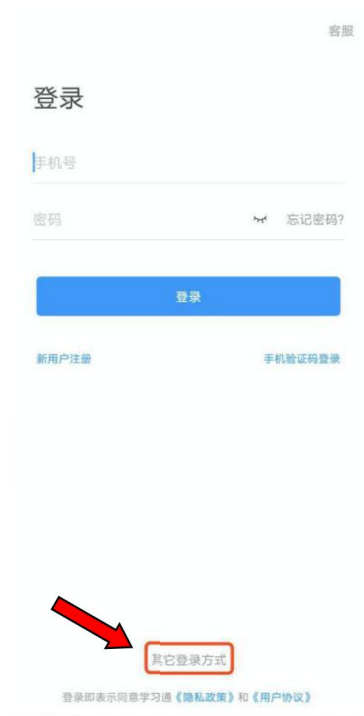 客服
登录
手机号
密码 忘记密码?
登录
新用户注册 手机验证码登录
其它登录方式
登录即表示同意学习通《隐私政策》和《用户协议》